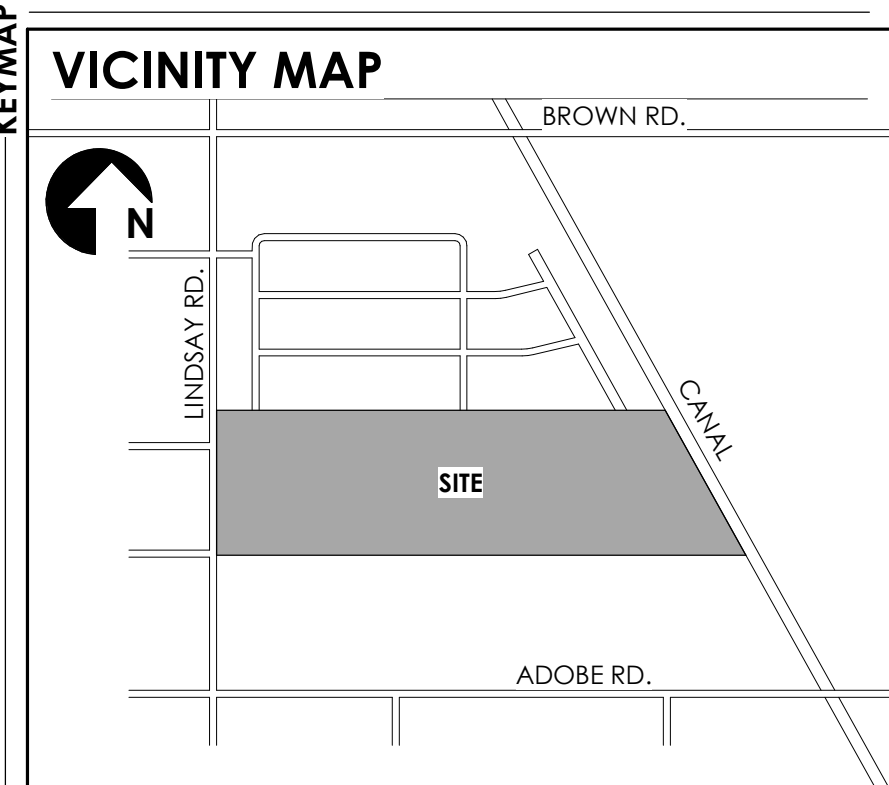 KEYMAP
VICINITY MAP
BROWN RD.
N
LINDSAY RD.
CANAL
SITE
ADOBE RD.